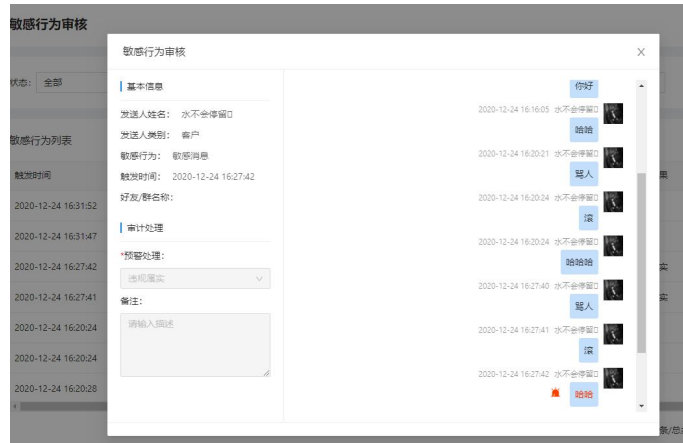 敏感行为审核
状态: 全部
敏感行为列表
触发时间
2020-12-24 16:31:52
2020-12-24 16:31:47
2020-12-24 16:27:42
2020-12-24 16:27:41
2020-12-24 16:20:24
2020-12-24 16:20:24
2020-12-24 16:20:28
敏感行为审核
X
基本信息
发送人姓名: 水不会停留
发送人类别: 客户
敏感行为: 敏感消息
触发时间: 2020-12-24 16:27:42
好友/群名称:
审计处理
*预警处理:
违规属实
备注:
请输入描述
你好
2020-12-24 16:16:05 水不会停留
哈哈
2020-12-24 16:20:21 水不会停留
骂人
2020-12-24 16:20:24 水不会停留
滚
2020-12-24 16:20:24 水不会停留
哈哈哈
2020-12-24 16:27:40 水不会停留
骂人
2020-12-24 16:27:41 水不会停留
滚
2020-12-24 16:27:42 水不会停留
哈哈
果
实
实
条/总